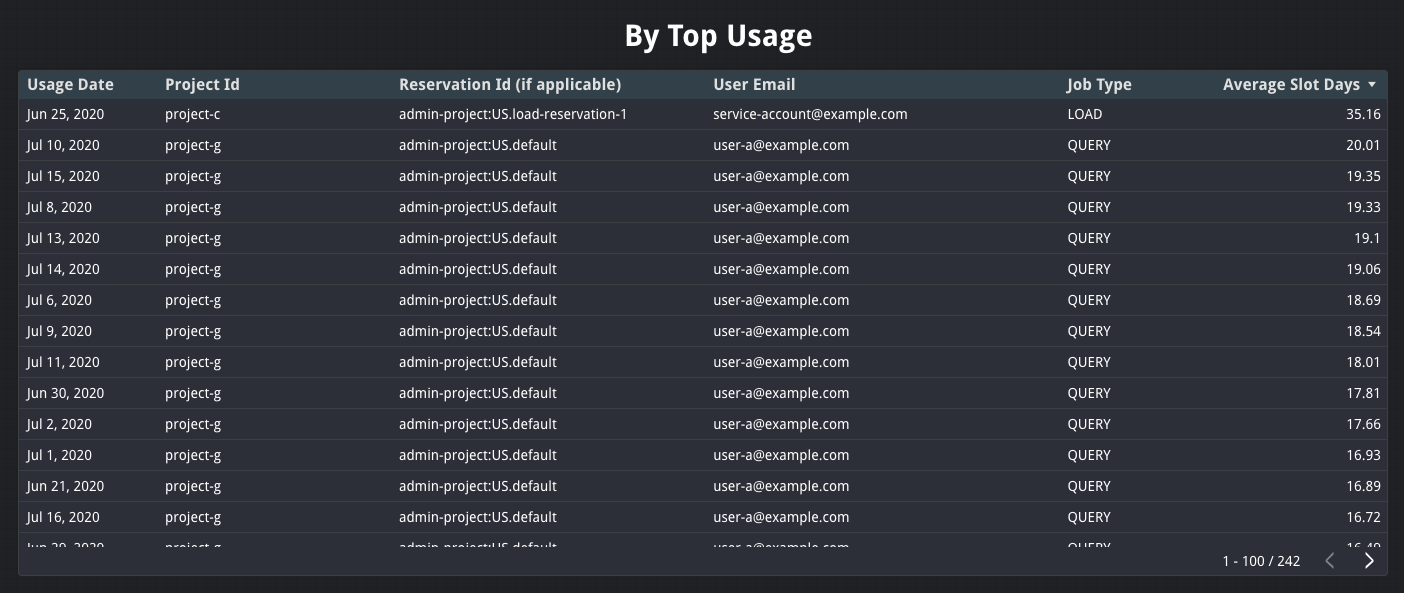 By Top Usage
Usage Date Project Id Reservation Id (if applicable) User Email Job Type Average Slot Days
Jun 25, 2020 project-c admin-project:US.load-reservation-1 service-account@example.com LOAD 35.16
Jul 10, 2020 project-g admin-project:US.default user-a@example.com QUERY 20.01
Jul 15, 2020 project-g admin-project:US.default user-a@example.com QUERY 19.35
Jul 8, 2020 project-g admin-project:US.default user-a@example.com QUERY 19.33
Jul 13, 2020 project-g admin-project:US.default user-a@example.com QUERY 19.1
Jul 14, 2020 project-g admin-project:US.default user-a@example.com QUERY 19.06
Jul 6, 2020 project-g admin-project:US.default user-a@example.com QUERY 18.69
Jul 9, 2020 project-g admin-project:US.default user-a@example.com QUERY 18.54
Jul 11, 2020 project-g admin-project:US.default user-a@example.com QUERY 18.01
Jun 30, 2020 project-g admin-project:US.default user-a@example.com QUERY 17.81
Jul 2, 2020 project-g admin-project:US.default user-a@example.com QUERY 17.66
Jul 1, 2020 project-g admin-project:US.default user-a@example.com QUERY 16.93
Jun 21, 2020 project-g admin-project:US.default user-a@example.com QUERY 16.89
Jul 16, 2020 project-g admin-project:US.default user-a@example.com QUERY 16.72
project-g admin-project:US.default user-a@example.com QUERY
1 - 100 / 242